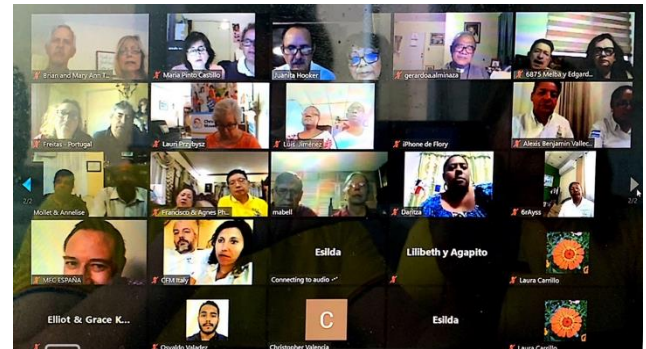 Brian and Mary Ann T...
Maria Pinto Castillo
Juanita Hooker
gerardoa.alminaza
6875 Melba y Edgard...
Freitas - Portugal
Lauri Przybysz
Luis Jiménez
iPhone de Flory
Alexis Benjamin Vallec...
Mollet & Annelise
Francisco & Agnes Ph...
mabell
Daritza
6rAyss
2/2
2/2
MFC ESPAÑA
CFM Italy
Esilda
Connecting to audio
Lilibeth y Agapito
Laura Carrillo
Elliot & Grace K...
Osvaldo Valadez
C
Christopher Valencia
Esilda
Laura Carrillo